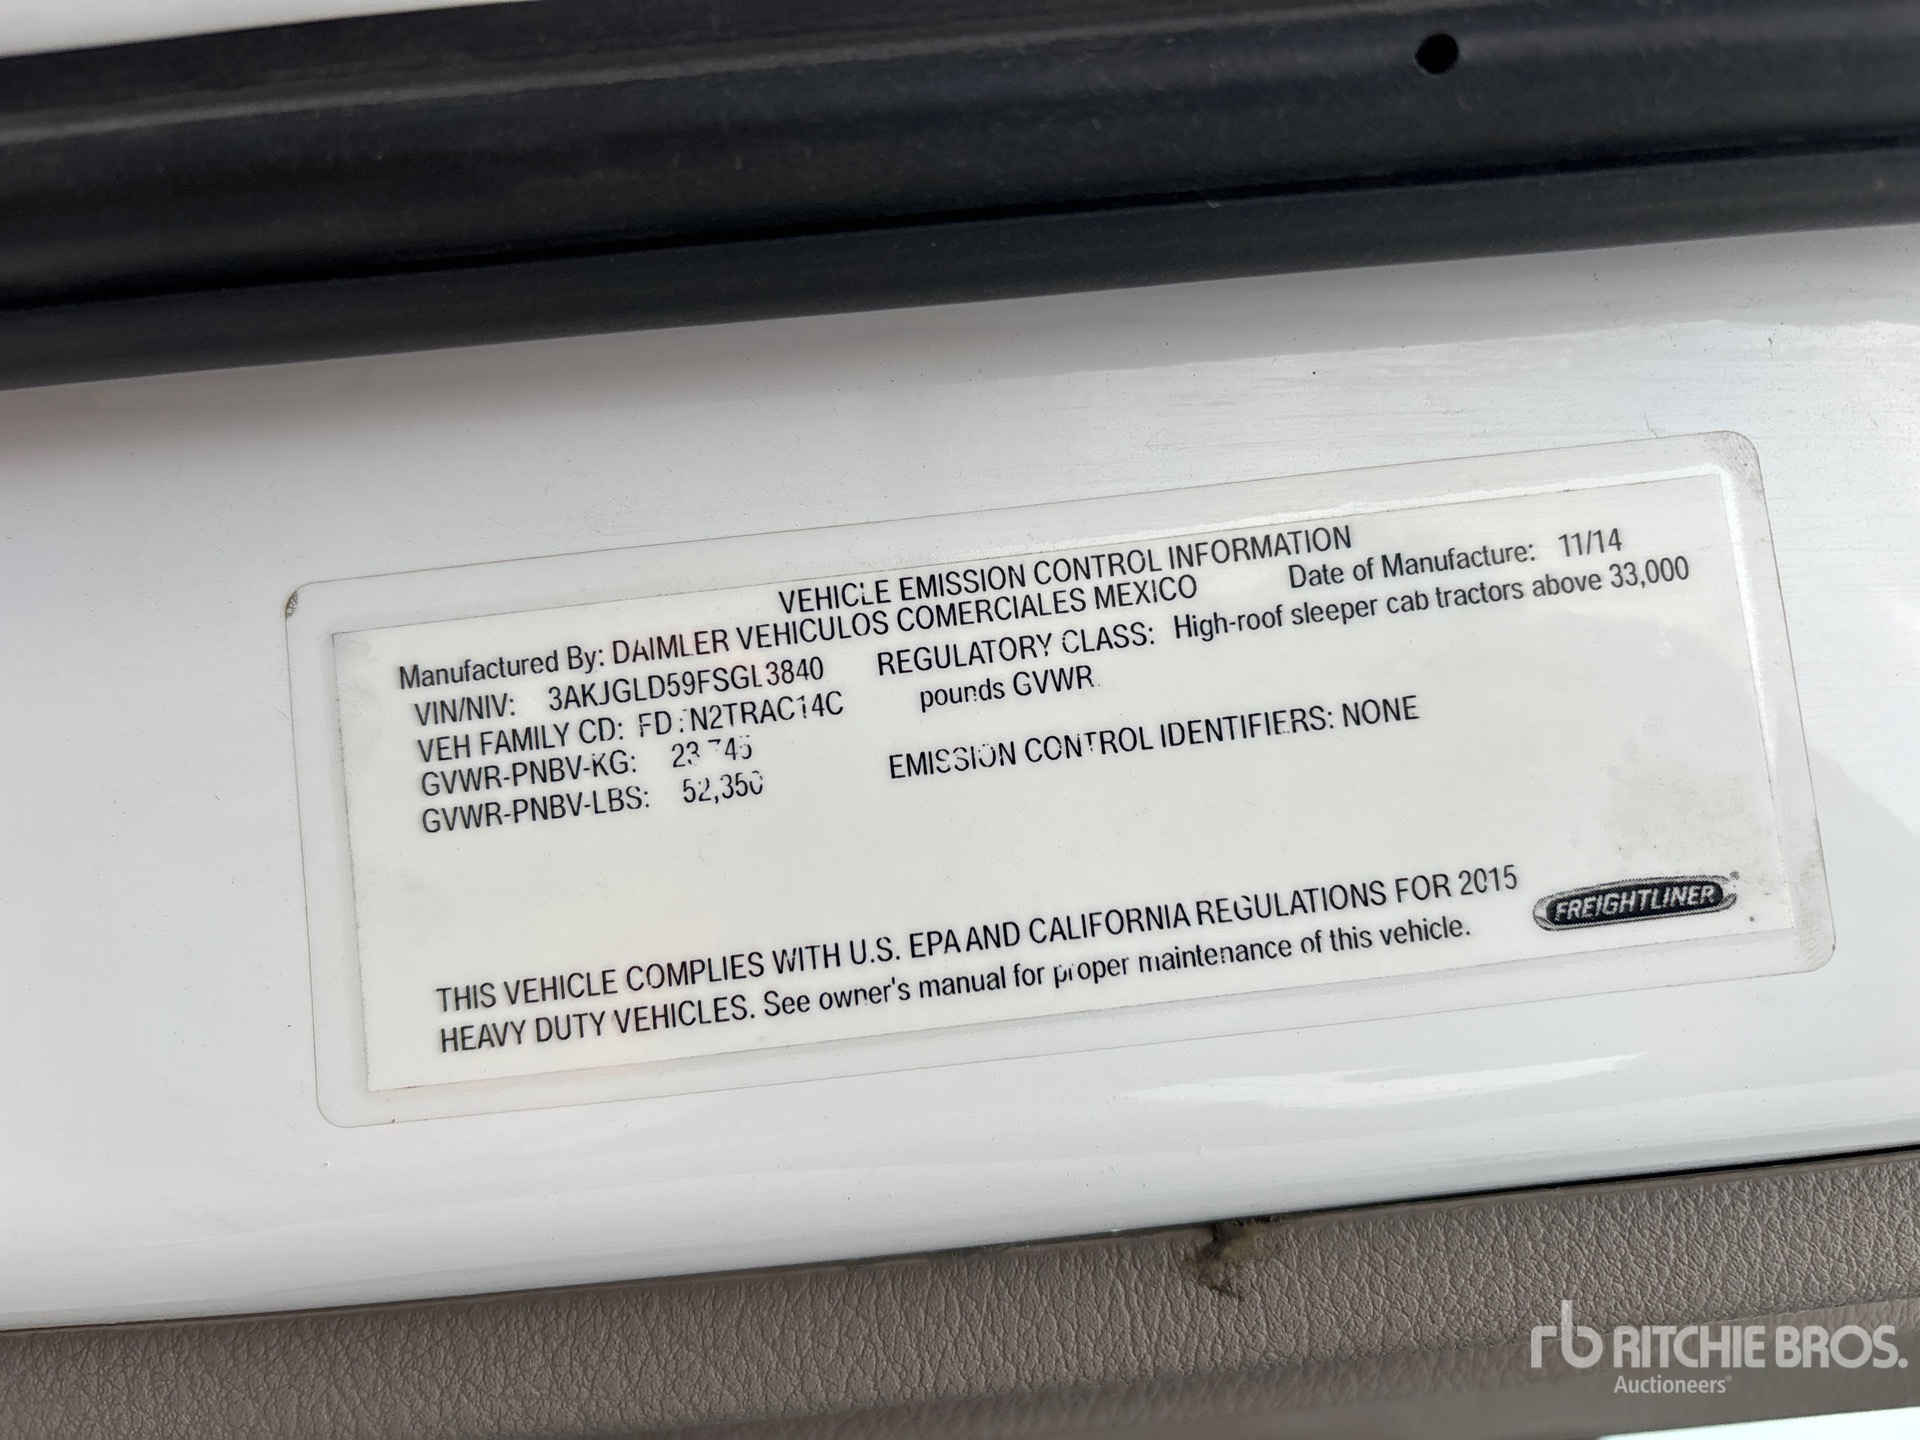 VEHICLE EMISSION CONTROL INFORMATION
Manufactured By: DAIMLER VEHICULOS COMERCIALES MEXICO Date of Manufacture: 11/14
VIN/NIV: 3AKJGLD59FSGL3840 REGULATORY CLASS: High-roof sleeper cab tractors above 33,000
VEH FAMILY CD: pounds GVWR
GVWR-PNBV-KG:
GVWR-PNBV-LBS: 52,350 EMISSION CONTROL IDENTIFIERS: NONE
THIS VEHICLE COMPLIES WITH U.S. EPA AND CALIFORNIA REGULATIONS FOR 2015
HEAVY DUTY VEHICLES. See owner's manual for proper maintenance of this vehicle.
FREIGHTLINER
rb RITCHIE BROS.
Auctioneers